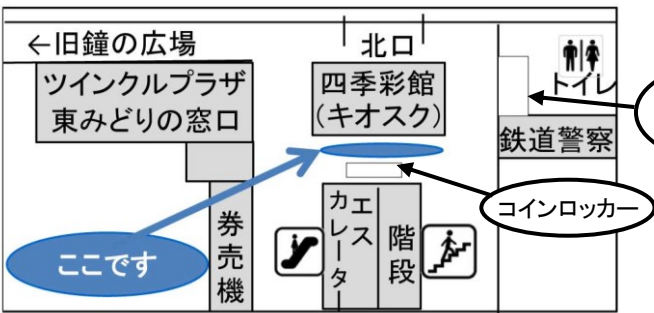 ←旧鐘の広場
北口
ツインクルプラザ
東みどりの窓口
四季彩館
(キオスク)
トイレ
鉄道警察
コインロッカー
券売機
エス
カレーター
階段
ここです